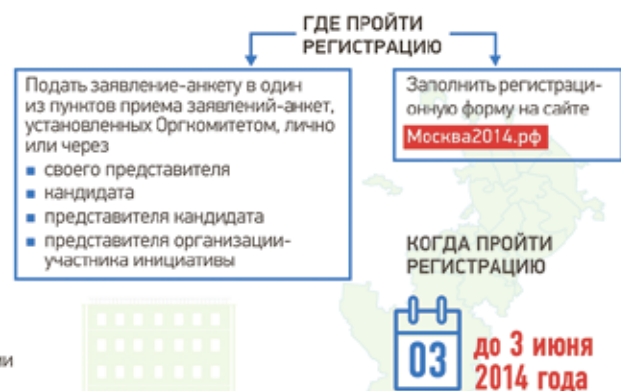 ГДЕ ПРОЙТИ
РЕГИСТРАЦИЮ
Подать заявление-анкету в один
из пунктов приема заявлений-анкет,
установленных Оргкомитетом, лично
или через
своего представителя
кандидата
представителя кандидата
представителя организации-
участника инициативы
Заполнить регистраци-
онную форму на сайте
Москва2014.рф
КОГДА ПРОЙТИ
РЕГИСТРАЦИЮ
03
до 3 июня
2014 года